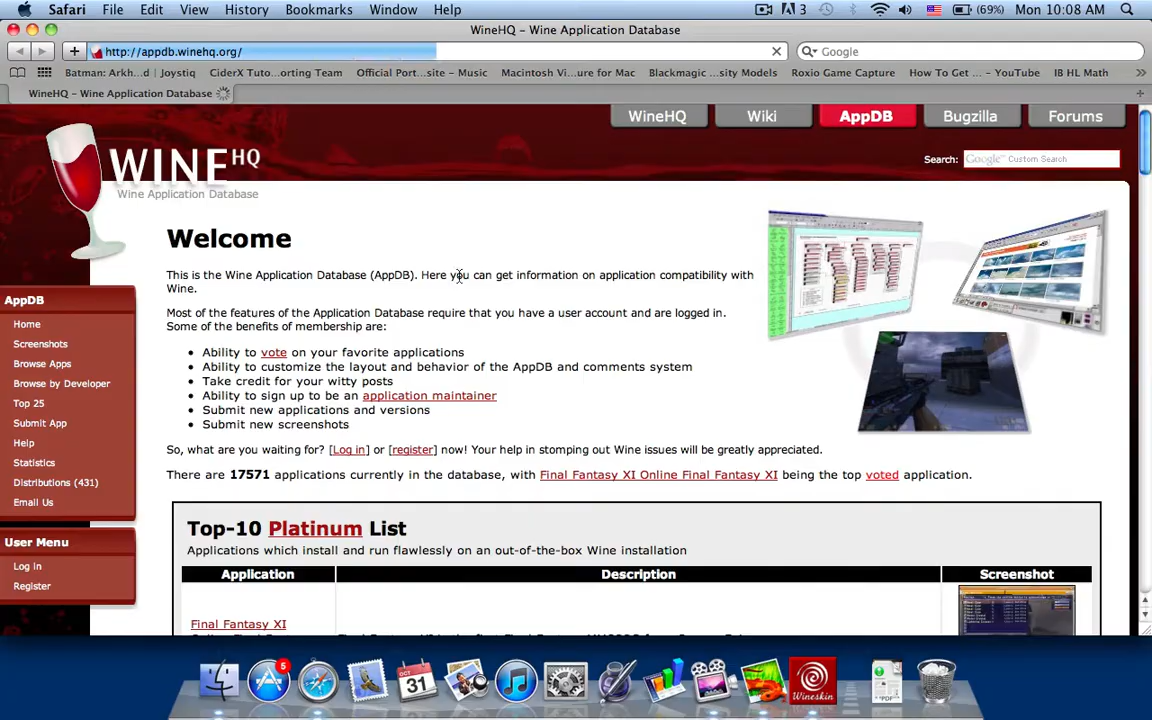 Safari File Edit View History Bookmarks Window Help 3 (69%) Mon 10:08 AM
WineHQ – Wine Application Database
http://appdb.winehq.org/ Google
Batman: Arkh...d | Joystiq CiderX Tuto...orting Team Official Port...site – Music Macintosh Vi...ure for Mac Blackmagic ...sity Models Roxio Game Capture How To Get ... – YouTube IB HL Math
WineHQ – Wine Application Database
WineHQ Wiki AppDB Bugzilla Forums
Search: Google Custom Search
WINE HQ
Wine Application Database
AppDB
Home
Screenshots
Browse Apps
Browse by Developer
Top 25
Submit App
Help
Statistics
Distributions (431)
Email Us
User Menu
Log in
Register
Welcome
This is the Wine Application Database (AppDB). Here you can get information on application compatibility with
Wine.
Most of the features of the Application Database require that you have a user account and are logged in.
Some of the benefits of membership are:
• Ability to vote on your favorite applications
• Ability to customize the layout and behavior of the AppDB and comments system
• Take credit for your witty posts
• Ability to sign up to be an application maintainer
• Submit new applications and versions
• Submit new screenshots
So, what are you waiting for? [Log in] or [register] now! Your help in stomping out Wine issues will be greatly appreciated.
There are 17571 applications currently in the database, with Final Fantasy XI Online Final Fantasy XI being the top voted application.
Top-10 Platinum List
Applications which install and run flawlessly on an out-of-the-box Wine installation
Application Description Screenshot
Final Fantasy XI
5
OCT
31
Wineskin
PDF